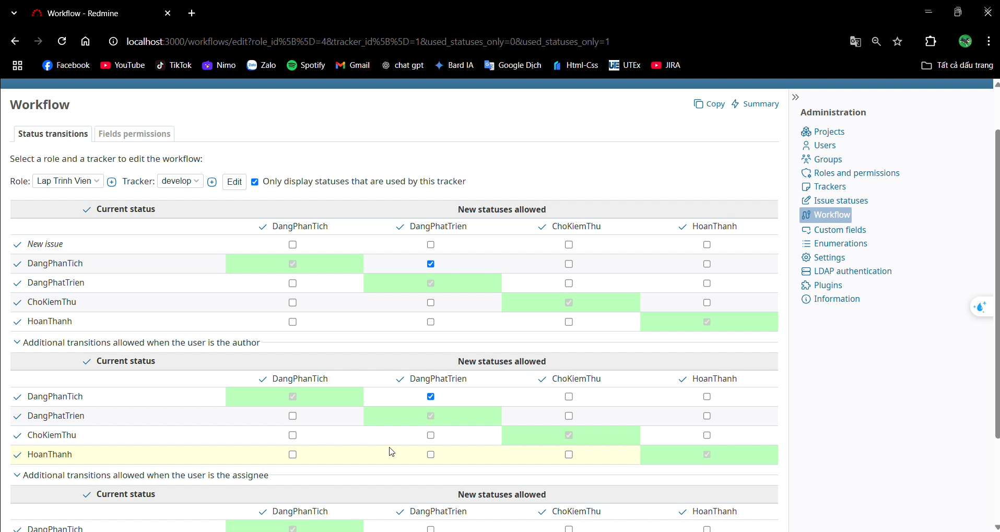 Workflow - Redmine
localhost:3000/workflows/edit?role_id%5B%5D=4&tracker_id%5B%5D=1&used_statuses_only=0&used_statuses_only=1
Facebook YouTube TikTok Nimo Zalo Spotify Gmail chat gpt Bard IA Google Dịch Html-Css UTEx JIRA Tất cả dấu trang
Workflow
Copy Summary
Status transitions Fields permissions
Select a role and a tracker to edit the workflow:
Role: Lap Trinh Vien Tracker: develop Edit Only display statuses that are used by this tracker
Current status New statuses allowed
DangPhanTich DangPhatTrien ChoKiemThu HoanThanh
New issue
DangPhanTich
DangPhatTrien
ChoKiemThu
HoanThanh
Additional transitions allowed when the user is the author
Current status New statuses allowed
DangPhanTich DangPhatTrien ChoKiemThu HoanThanh
DangPhanTich
DangPhatTrien
ChoKiemThu
HoanThanh
Additional transitions allowed when the user is the assignee
Current status New statuses allowed
DangPhanTich DangPhatTrien ChoKiemThu HoanThanh
DangPhanTich
Administration
Projects
Users
Groups
Roles and permissions
Trackers
Issue statuses
Workflow
Custom fields
Enumerations
Settings
LDAP authentication
Plugins
Information